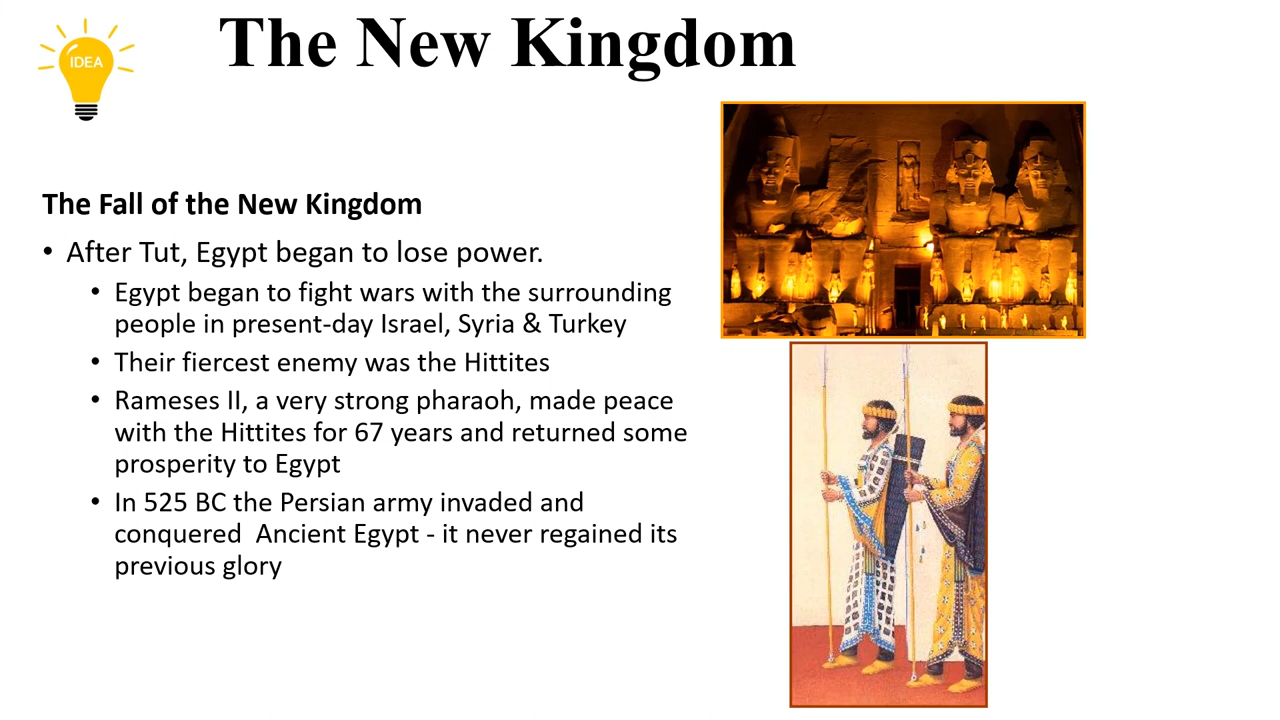 The New Kingdom
IDEA
The Fall of the New Kingdom
• After Tut, Egypt began to lose power.
• Egypt began to fight wars with the surrounding
people in present-day Israel, Syria & Turkey
• Their fiercest enemy was the Hittites
• Rameses II, a very strong pharaoh, made peace
with the Hittites for 67 years and returned some
prosperity to Egypt
• In 525 BC the Persian army invaded and
conquered  Ancient Egypt - it never regained its
previous glory